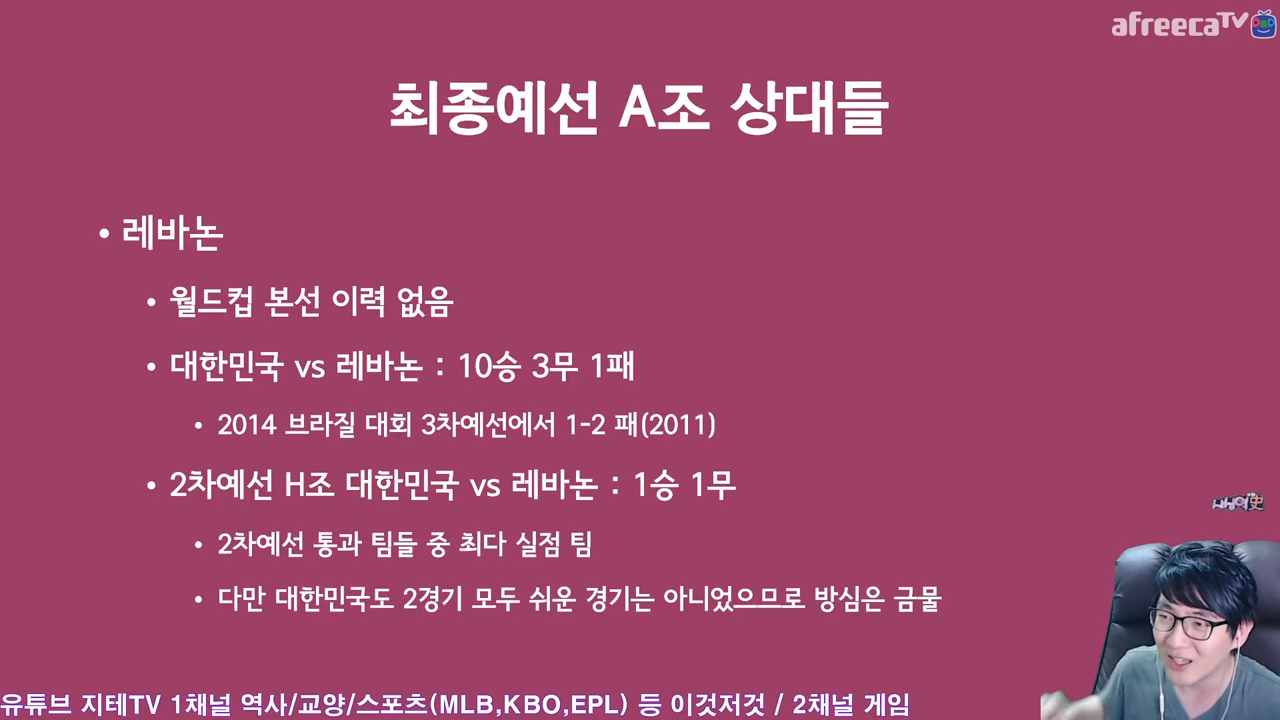 afreecaTV
최종예선 A조 상대들
• 레바논
• 월드컵 본선 이력 없음
• 대한민국 vs 레바논 : 10승 3무 1패
• 2014 브라질 대회 3차예선에서 1-2 패(2011)
• 2차예선 H조 대한민국 vs 레바논 : 1승 1무
• 2차예선 통과 팀들 중 최다 실점 팀
• 다만 대한민국도 2경기 모두 쉬운 경기는 아니었으므로 방심은 금물
유튜브 지테TV 1채널 역사/교양/스포츠(MLB,KBO,EPL) 등 이것저것 / 2채널 게임